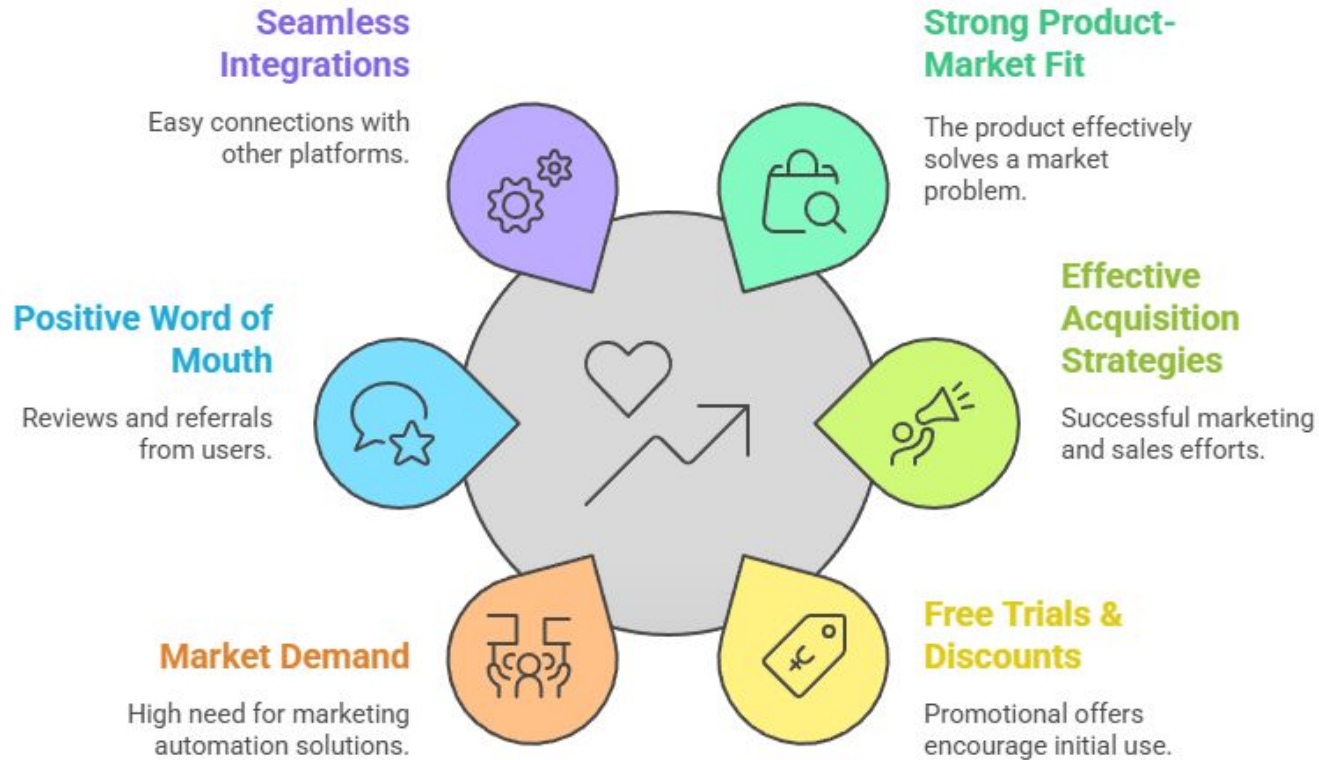 Seamless
Integrations
Easy connections with
other platforms.
Strong Product-
Market Fit
The product effectively
solves a market
problem.
Positive Word of
Mouth
Reviews and referrals
from users.
Effective
Acquisition
Strategies
Successful marketing
and sales efforts.
Market Demand
High need for marketing
automation solutions.
Free Trials &
Discounts
Promotional offers
encourage initial use.